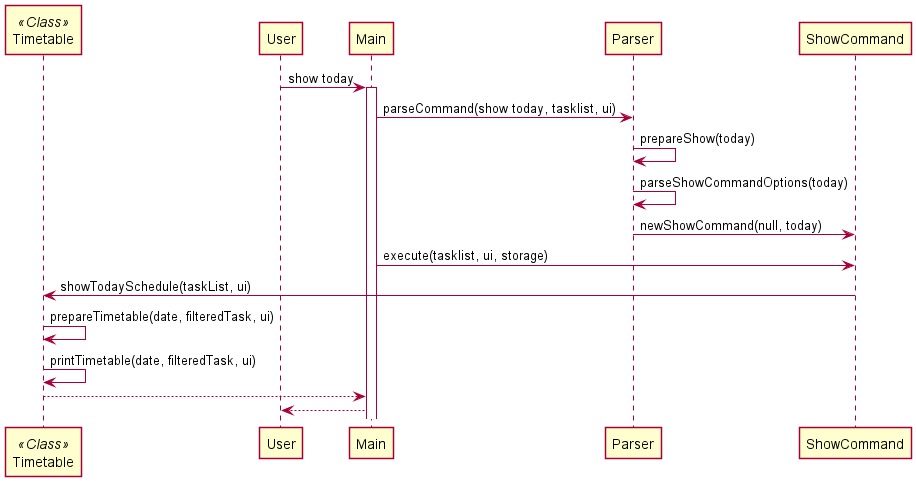 «Class»
Timetable
User
Main
Parser
ShowCommand
show today
parseCommand(show today, tasklist, ui)
prepareShow(today)
parseShowCommandOptions(today)
newShowCommand(null, today)
execute(tasklist, ui, storage)
showTodaySchedule(taskList, ui)
prepareTimetable(date, filteredTask, ui)
printTimetable(date, filteredTask, ui)
«Class»
Timetable
User
Main
Parser
ShowCommand